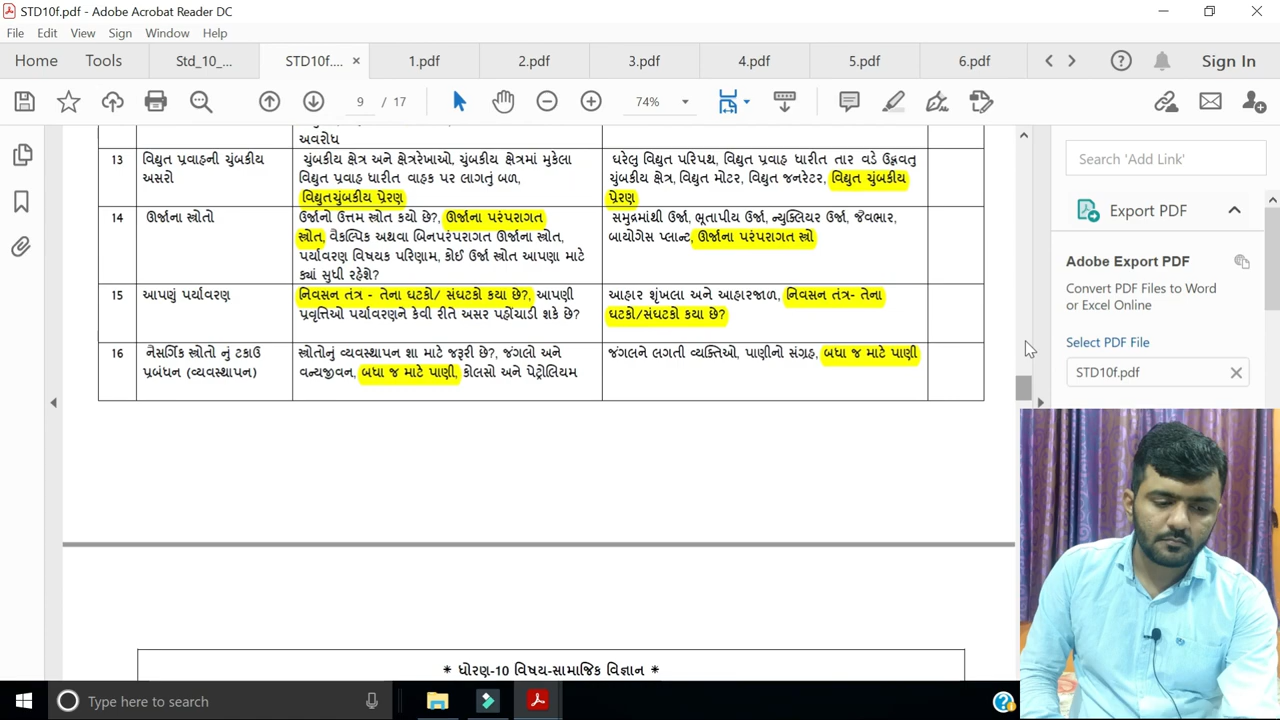 STD10f.pdf - Adobe Acrobat Reader DC
File Edit View Sign Window Help
Home Tools Std_10_... STD10f.... × 1.pdf 2.pdf 3.pdf 4.pdf 5.pdf 6.pdf Sign In
9 / 17 74%
અવરોધ
13 વિદ્યુત પ્રવાહની ચુંબકીય ચુંબકીય ક્ષેત્ર અને ક્ષેત્રરેખાઓ, ચુંબકીય ક્ષેત્રમાં મુકેલા ઘરેલુ વિદ્યુત પરિપથ, વિદ્યુત પ્રવાહ ધારીત તાર વડે ઉદ્ભવતુ
અસરો વિદ્યુત પ્રવાહ ધારીત વાહક પર લાગતું બળ, ચુંબકીય ક્ષેત્ર, વિદ્યુત મોટર, વિદ્યુત જનરેટર, વિદ્યુત ચુંબકીય
વિદ્યુતચુંબકીય પ્રેરણ પ્રેરણ
14 ઊર્જાના સ્ત્રોતો ઉર્જાનો ઉત્તમ સ્ત્રોત કયો છે?, ઊર્જાના પરંપરાગત સમુદ્રમાંથી ઉર્જા, ભૂતાપીય ઉર્જા, ન્યુક્લિયર ઉર્જા, જૈવભાર,
સ્ત્રોત, વૈકલ્પિક અથવા બિનપરંપરાગત ઊર્જાના સ્ત્રોત, બાયોગેસ પ્લાન્ટ, ઊર્જાના પરંપરાગત સ્ત્રો
પર્યાવરણ વિષયક પરિણામ, કોઈ ઉર્જા સ્ત્રોત આપણા માટે
ક્યાં સુધી રહેશે?
15 આપણું પર્યાવરણ નિવસન તંત્ર - તેના ઘટકો/ સંઘટકો કયા છે?, આપણી આહાર શૃંખલા અને આહારજાળ, નિવસન તંત્ર- તેના
પ્રવૃત્તિઓ પર્યાવરણને કેવી રીતે અસર પહોંચાડી શકે છે? ઘટકો/સંઘટકો કયા છે?
16 નૈસર્ગિક સ્ત્રોતો નું ટકાઉ સ્ત્રોતોનું વ્યવસ્થાપન શા માટે જરૂરી છે?, જંગલો અને જંગલને લગતી વ્યક્તિઓ, પાણીનો સંગ્રહ, બધા જ માટે પાણી
પ્રબંધન (વ્યવસ્થાપન) વન્યજીવન, બધા જ માટે પાણી, કોલસો અને પેટ્રોલિયમ
* ધોરણ-10 વિષય-સામાજિક વિજ્ઞાન *
Search 'Add Link'
Export PDF
Adobe Export PDF
Convert PDF Files to Word
or Excel Online
Select PDF File
STD10f.pdf ×
Type here to search